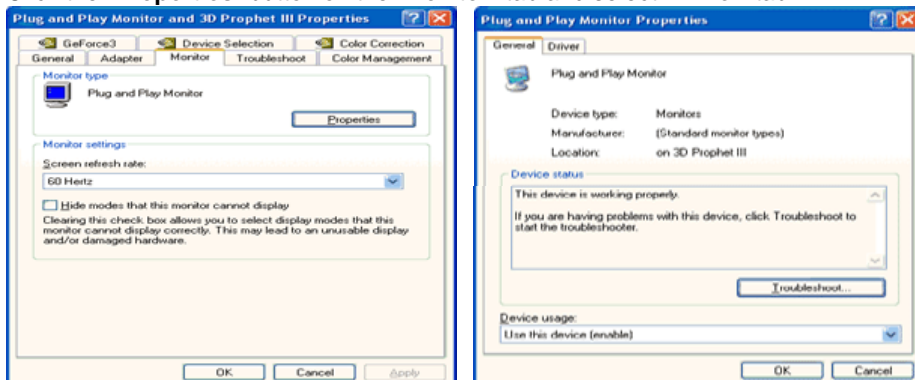 Plug and Play Monitor and 3D Prophet III Properties
GeForce3 Device Selection Color Correction
General Adapter Monitor Troubleshoot Color Management
Monitor type
Plug and Play Monitor
Properties
Monitor settings
Screen refresh rate:
60 Hertz
Hide modes that this monitor cannot display
Clearing this check box allows you to select display modes that this
monitor cannot display correctly. This may lead to an unusable display
and/or damaged hardware.
OK Cancel Apply
Plug and Play Monitor Properties
General Driver
Plug and Play Monitor
Device type: Monitors
Manufacturer: (Standard monitor types)
Location: on 3D Prophet III
Device status
This device is working properly.
If you are having problems with this device, click Troubleshoot to
start the troubleshooter.
Troubleshoot...
Device usage:
Use this device (enable)
OK Cancel